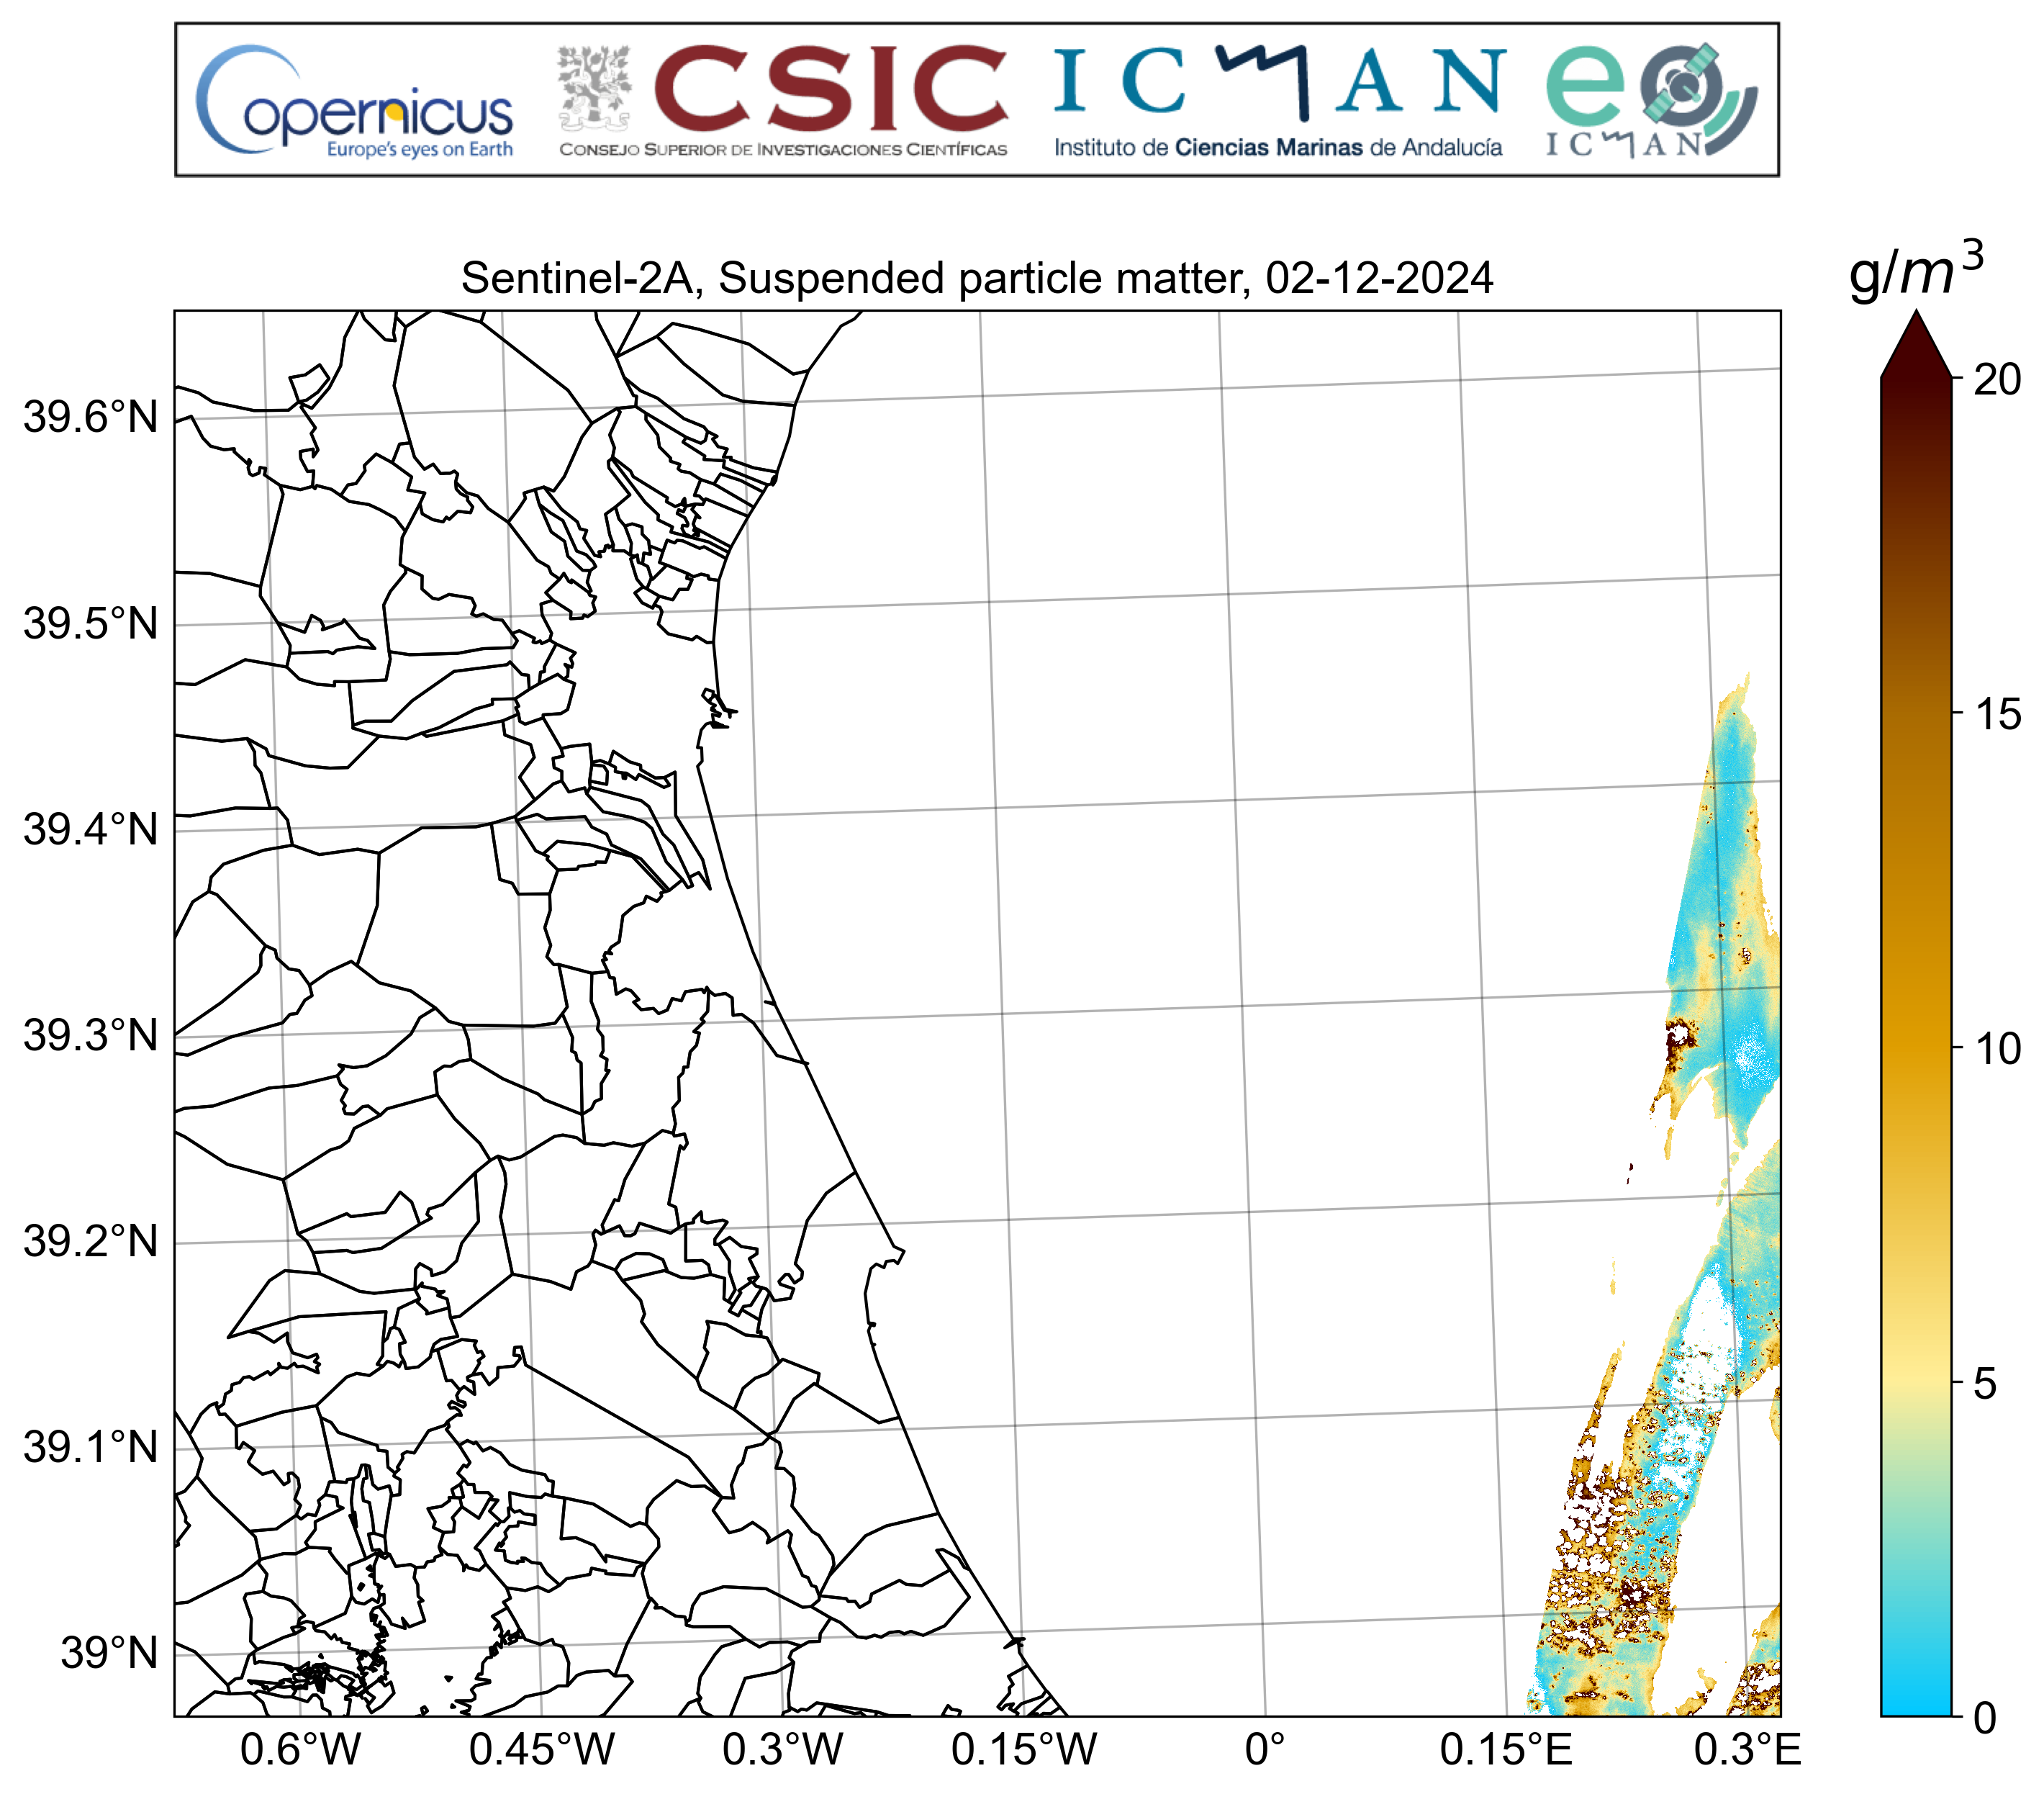 Copernicus
Europe's eyes on Earth
CSIC
CONSEJO SUPERIOR DE INVESTIGACIONES CIENTÍFICAS
ICMAN
Instituto de Ciencias Marinas de Andalucía
eo
ICMAN
Sentinel-2A, Suspended particle matter, 02-12-2024
g/m³
39.6°N
39.5°N
39.4°N
39.3°N
39.2°N
39.1°N
39°N
0.6°W 0.45°W 0.3°W 0.15°W 0° 0.15°E 0.3°E
20
15
10
5
0